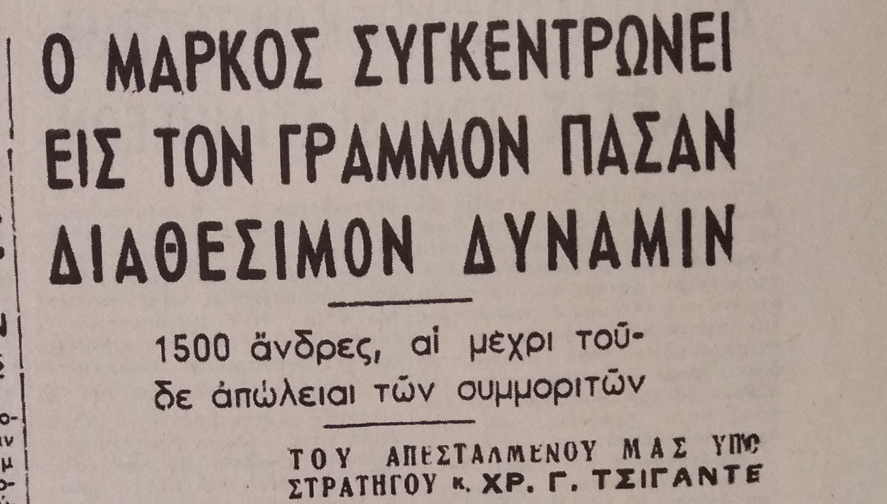 Ο ΜΑΡΚΟΣ ΣΥΓΚΕΝΤΡΩΝΕΙ
ΕΙΣ ΤΟΝ ΓΡΑΜΜΟΝ ΠΑΣΑΝ
ΔΙΑΘΕΣΙΜΟΝ ΔΥΝΑΜΙΝ
1500 ἄνδρες, αἱ μέχρι τοῦ-
δε ἀπώλειαι τῶν συμμοριτῶν
ΤΟΥ ΑΠΕΣΤΑΛΜΕΝΟΥ ΜΑΣ ΥΠΟ
ΣΤΡΑΤΗΓΟΥ κ. ΧΡ. Γ. ΤΣΙΓΑΝΤΕ